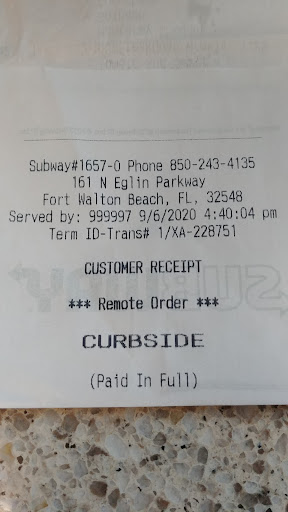 Subway#1657-0 Phone 850-243-4135
161 N Eglin Parkway
Fort Walton Beach, FL, 32548
Served by: 999997 9/6/2020 4:40:04 pm
Term ID-Trans# 1/XA-228751
CUSTOMER RECEIPT
*** Remote Order ***
CURBSIDE
(Paid In Full)